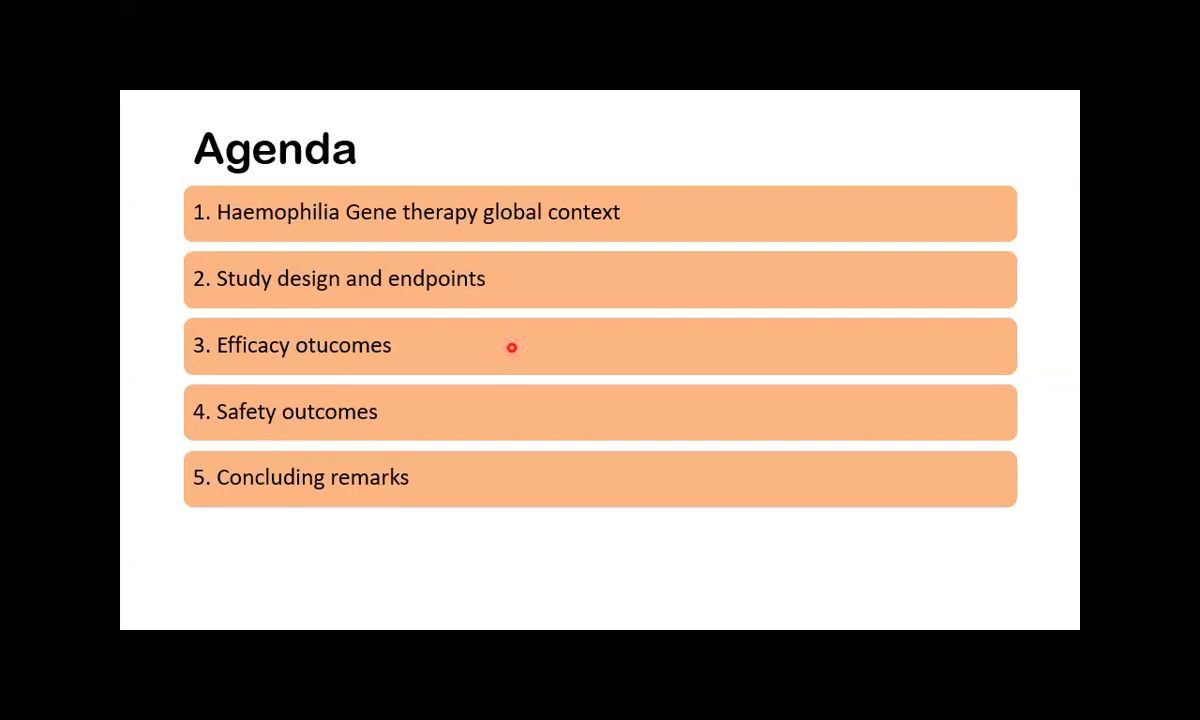 Agenda
1. Haemophilia Gene therapy global context
2. Study design and endpoints
3. Efficacy otucomes
4. Safety outcomes
5. Concluding remarks